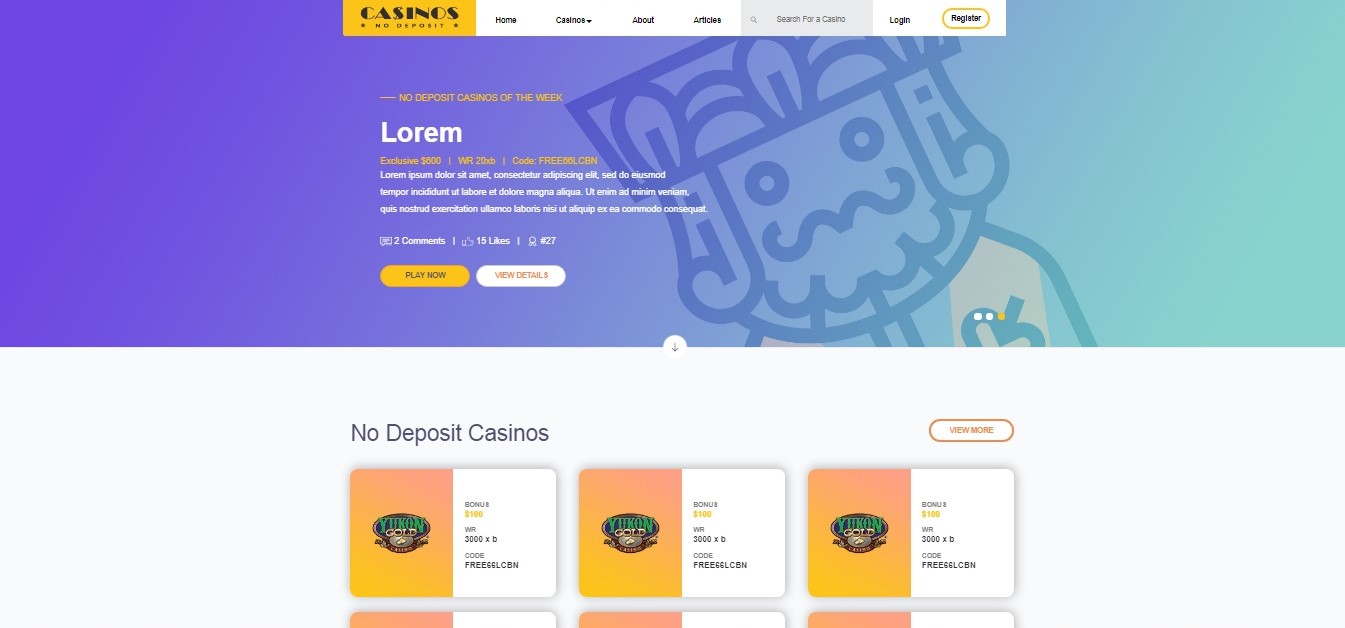 CASINOS
★ NO DEPOSIT ★
Home
Casinos
About
Articles
Search For a Casino
Login
Register
NO DEPOSIT CASINOS OF THE WEEK
Lorem
Exclusive $600 | WR 20xb | Code: FREE66LCBN
Lorem ipsum dolor sit amet, consectetur adipiscing elit, sed do eiusmod
tempor incididunt ut labore et dolore magna aliqua. Ut enim ad minim veniam,
quis nostrud exercitation ullamco laboris nisi ut aliquip ex ea commodo consequat.
2 Comments | 15 Likes | #27
PLAY NOW
VIEW DETAILS
No Deposit Casinos
VIEW MORE
YUKON
GOLD
CASINO
BONUS
$100
WR
3000 x b
CODE
FREE66LCBN
YUKON
GOLD
CASINO
BONUS
$100
WR
3000 x b
CODE
FREE66LCBN
YUKON
GOLD
CASINO
BONUS
$100
WR
3000 x b
CODE
FREE66LCBN